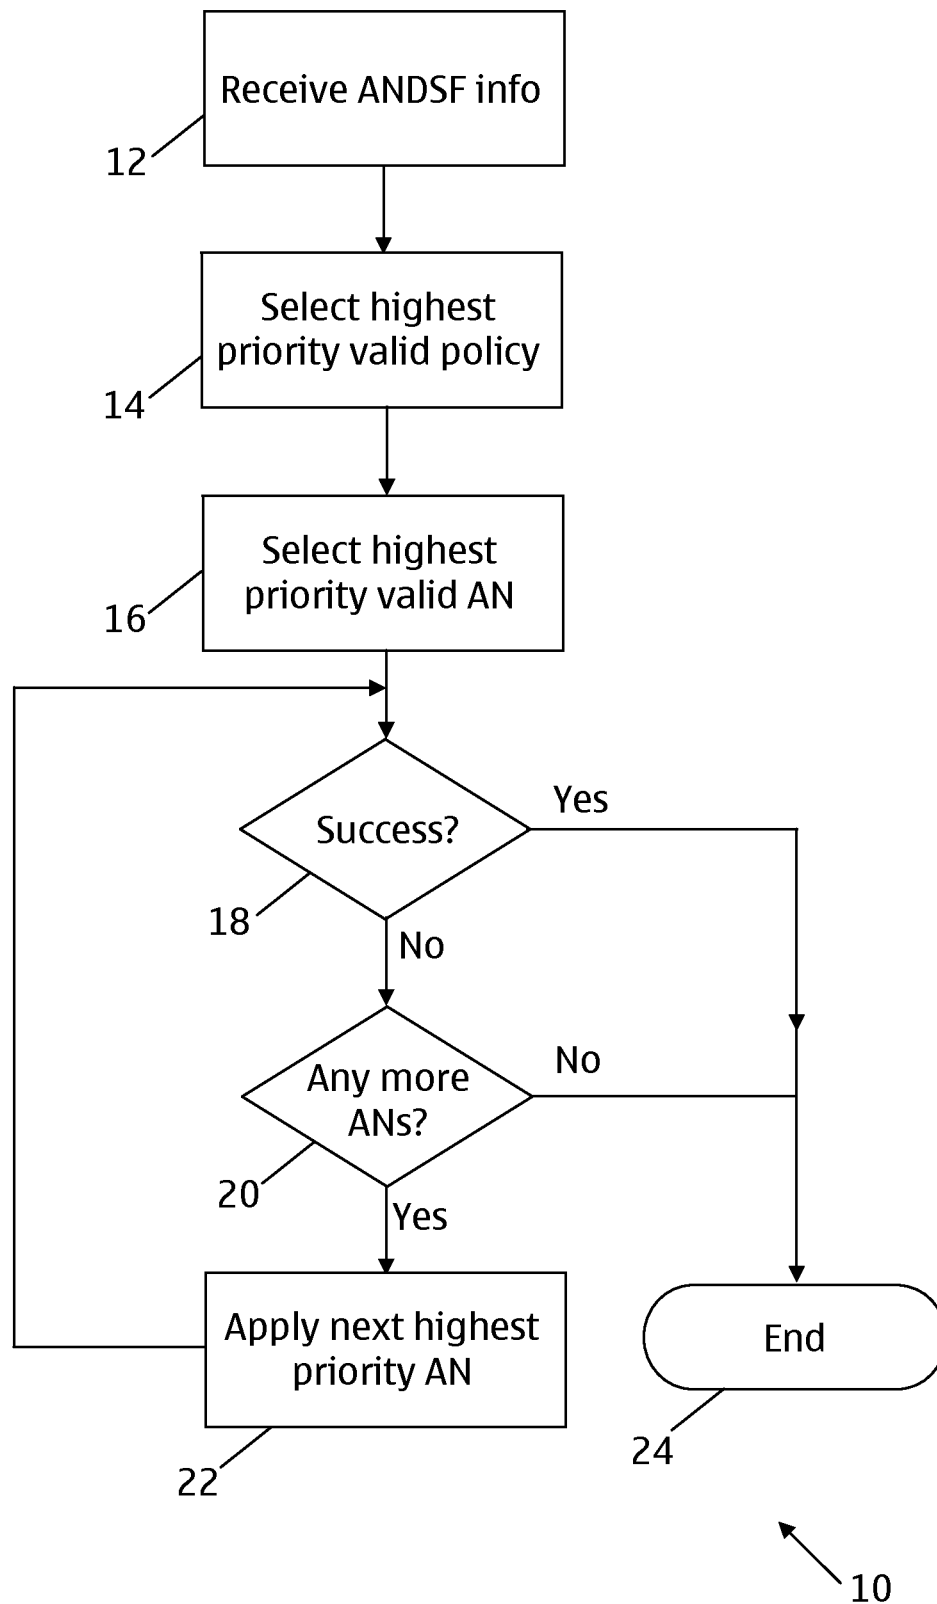 Receive ANDSF info
12
Select highest
priority valid policy
14
Select highest
priority valid AN
16
Yes
Success?
18
No
No
Any more
ANs?
20
Yes
Apply next highest
priority AN
End
24
22
10